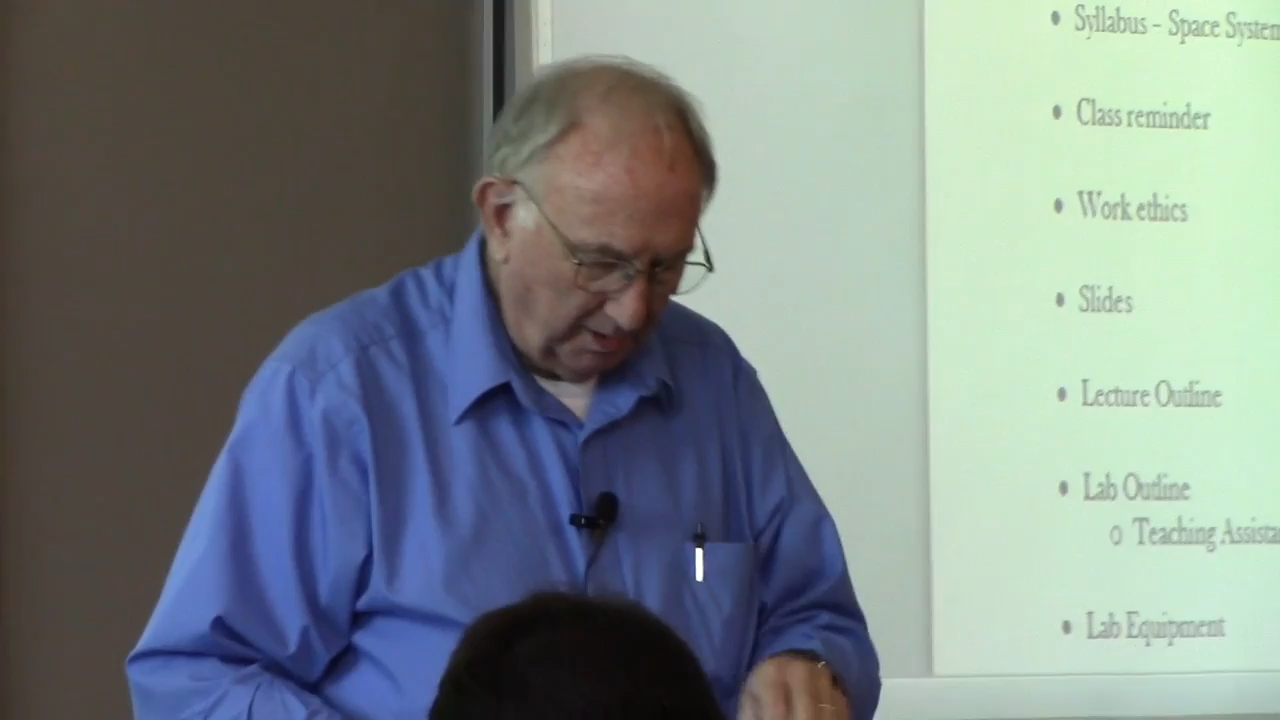 • Syllabus - Space System
• Class reminder
• Work ethics
• Slides
• Lecture Outline
• Lab Outline
o Teaching Assista
• Lab Equipment